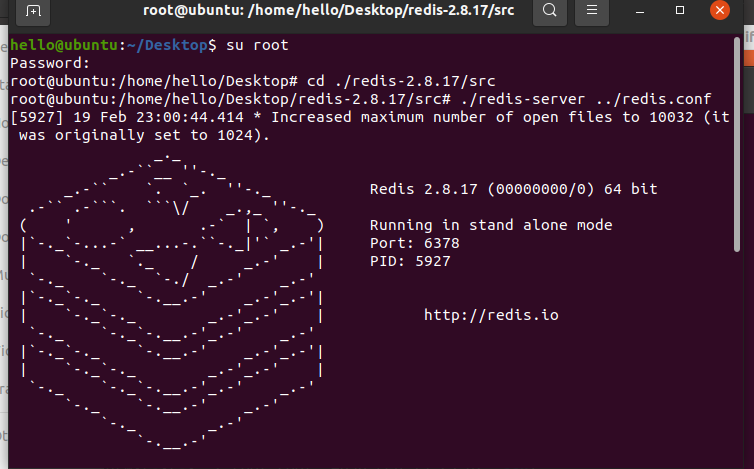 root@ubuntu: /home/hello/Desktop/redis-2.8.17/src
hello@ubuntu:~/Desktop$ su root
Password:
root@ubuntu:/home/hello/Desktop# cd ./redis-2.8.17/src
root@ubuntu:/home/hello/Desktop/redis-2.8.17/src# ./redis-server ../redis.conf
[5927] 19 Feb 23:00:44.414 * Increased maximum number of open files to 10032 (it
was originally set to 1024).
Redis 2.8.17 (00000000/0) 64 bit
Running in stand alone mode
Port: 6378
PID: 5927
http://redis.io